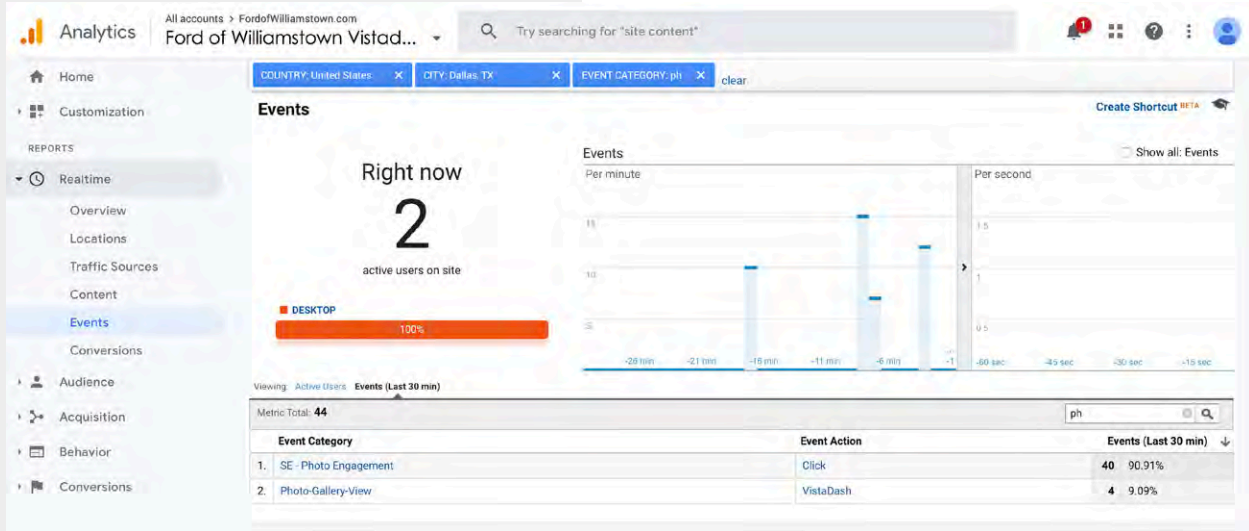 Analytics
All accounts > FordofWilliamstown.com
Ford of Williamstown Vistad...
Try searching for "site content"
1
Home
Customization
REPORTS
Realtime
Overview
Locations
Traffic Sources
Content
Events
Conversions
Audience
Acquisition
Behavior
Conversions
COUNTRY: United States X
CITY: Dallas, TX X
EVENT CATEGORY: ph X
clear
Events
Create Shortcut BETA
Right now
2
active users on site
DESKTOP
100%
Events
Show all: Events
Per minute
Per second
15
10
5
-26 min
-21 min
-16 min
-11 min
-6 min
-1
1.5
1
0.5
-60 sec
-45 sec
-30 sec
-15 sec
Viewing: Active Users Events (Last 30 min)
Metric Total: 44
ph
Event Category Event Action Events (Last 30 min)
1. SE - Photo Engagement Click 40 90.91%
2. Photo-Gallery-View VistaDash 4 9.09%